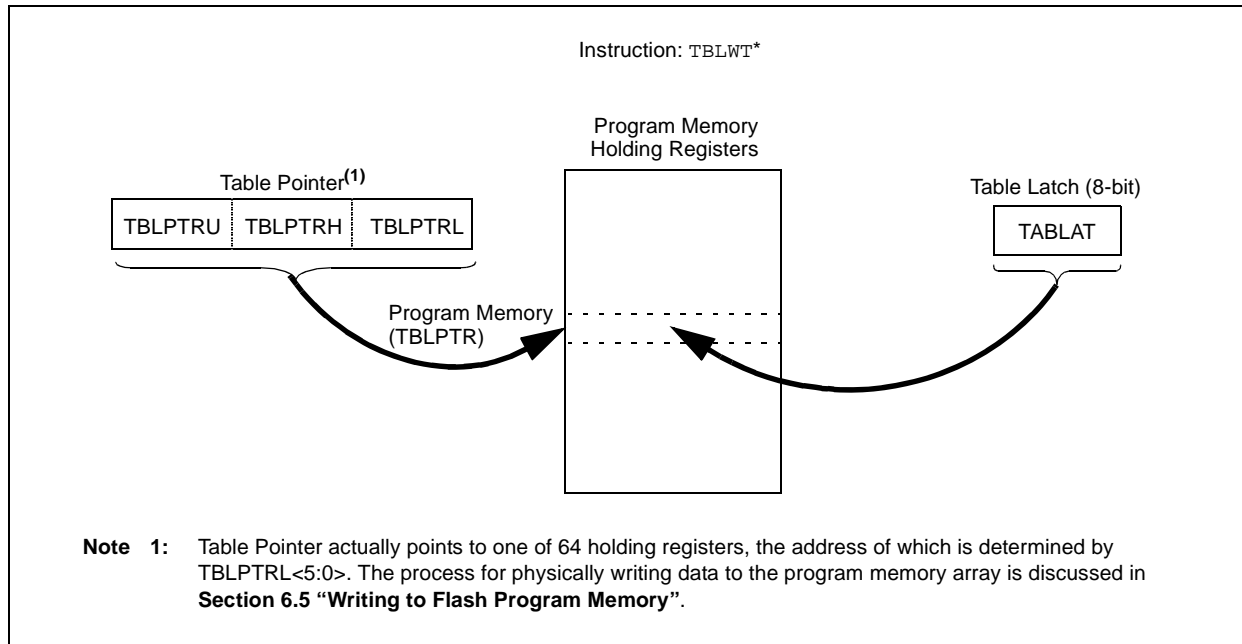 Instruction: TBLWT*
Program Memory
Holding Registers
Table Pointer(1)
Table Latch (8-bit)
TBLPTRU TBLPTRH TBLPTRL
TABLAT
Program Memory
(TBLPTR)
Note 1: Table Pointer actually points to one of 64 holding registers, the address of which is determined by
TBLPTRL<5:0>. The process for physically writing data to the program memory array is discussed in
Section 6.5 “Writing to Flash Program Memory”.